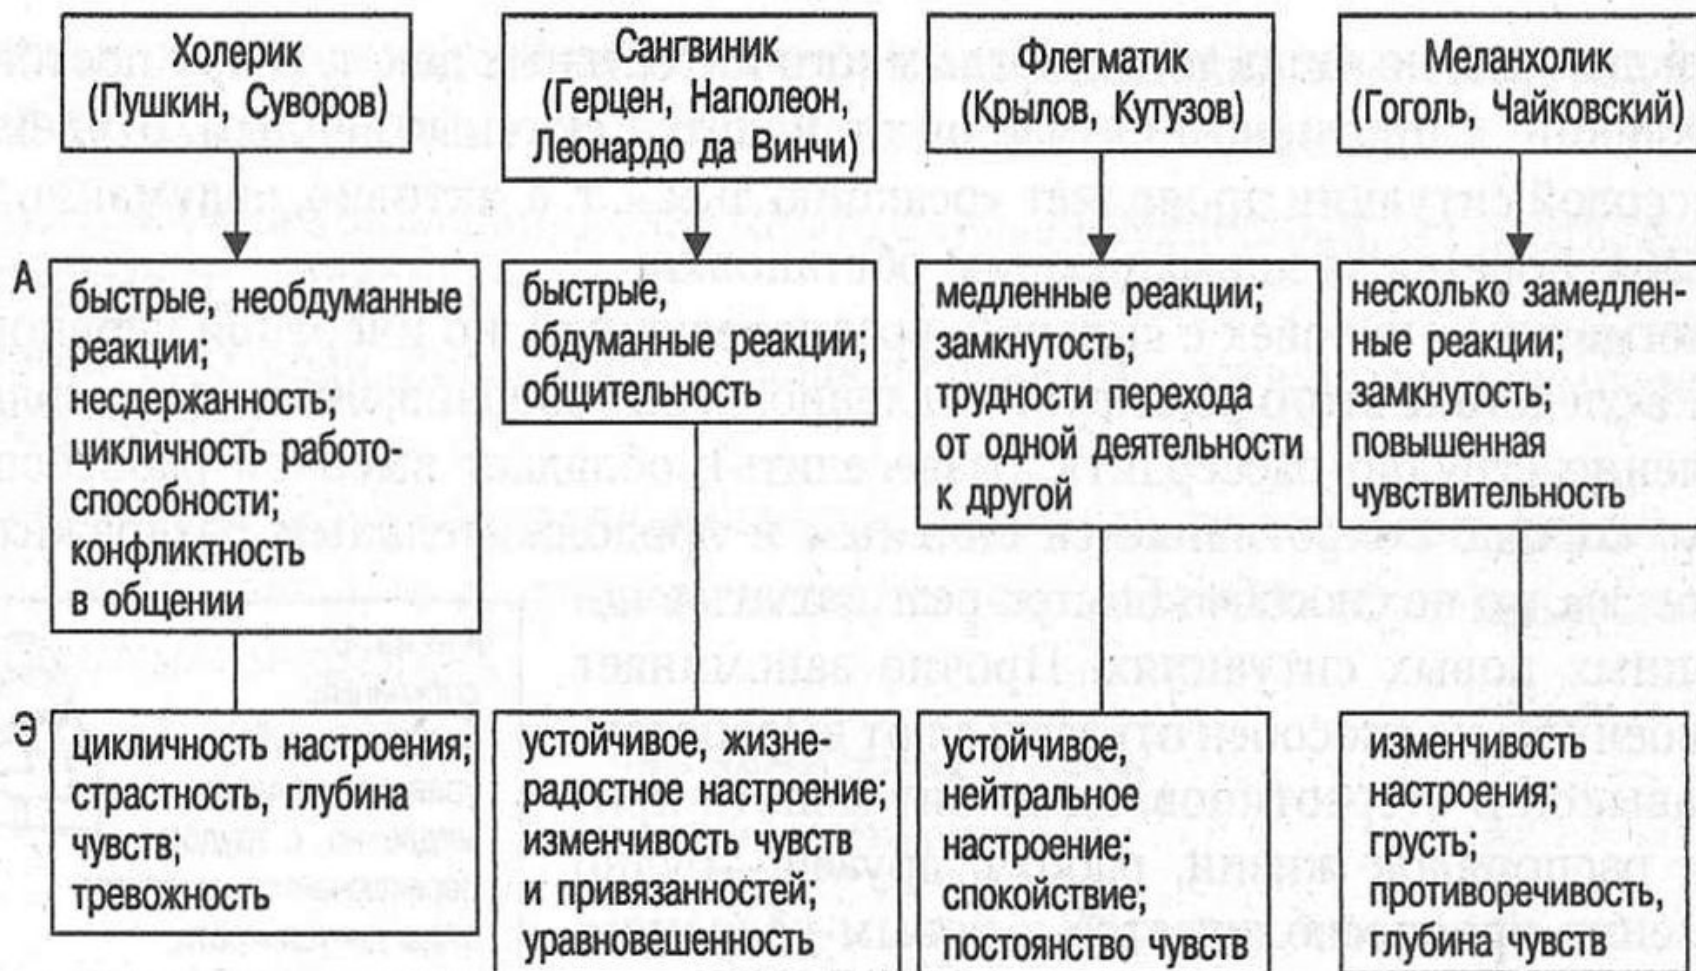 Холерик
(Пушкин, Суворов)
Сангвиник
(Герцен, Наполеон,
Леонардо да Винчи)
Флегматик
(Крылов, Кутузов)
Меланхолик
(Гоголь, Чайковский)
А
быстрые, необдуманные
реакции;
несдержанность;
цикличность работо-
способности;
конфликтность
в общении
быстрые,
обдуманные реакции;
общительность
медленные реакции;
замкнутость;
трудности перехода
от одной деятельности
к другой
несколько замедлен-
ные реакции;
замкнутость;
повышенная
чувствительность
Э
цикличность настроения;
страстность, глубина
чувств;
тревожность
устойчивое, жизне-
радостное настроение;
изменчивость чувств
и привязанностей;
уравновешенность
устойчивое,
нейтральное
настроение;
спокойствие;
постоянство чувств
изменчивость
настроения;
грусть;
противоречивость,
глубина чувств